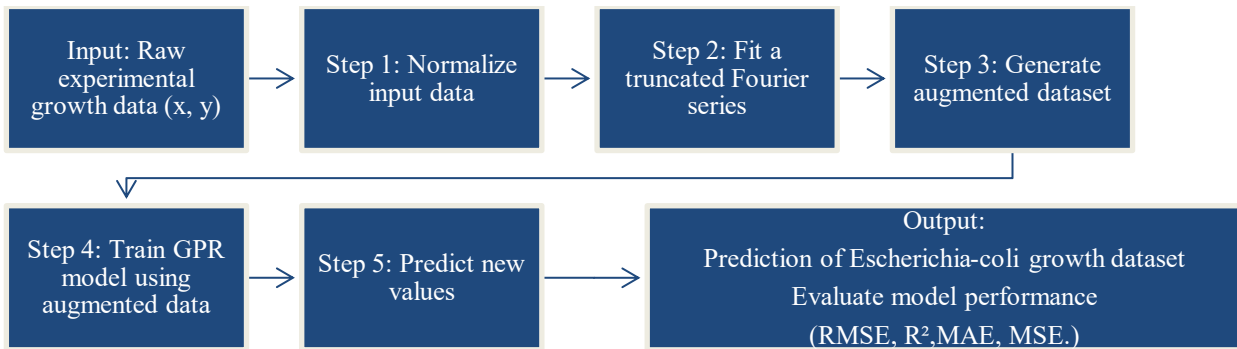 Input: Raw
experimental
growth data (x, y)
Step 1: Normalize
input data
Step 2: Fit a
truncated Fourier
series
Step 3: Generate
augmented dataset
Step 4: Train GPR
model using
augmented data
Step 5: Predict new
values
Output:
Prediction of Escherichia-coli growth dataset
Evaluate model performance
(RMSE, R²,MAE, MSE.)